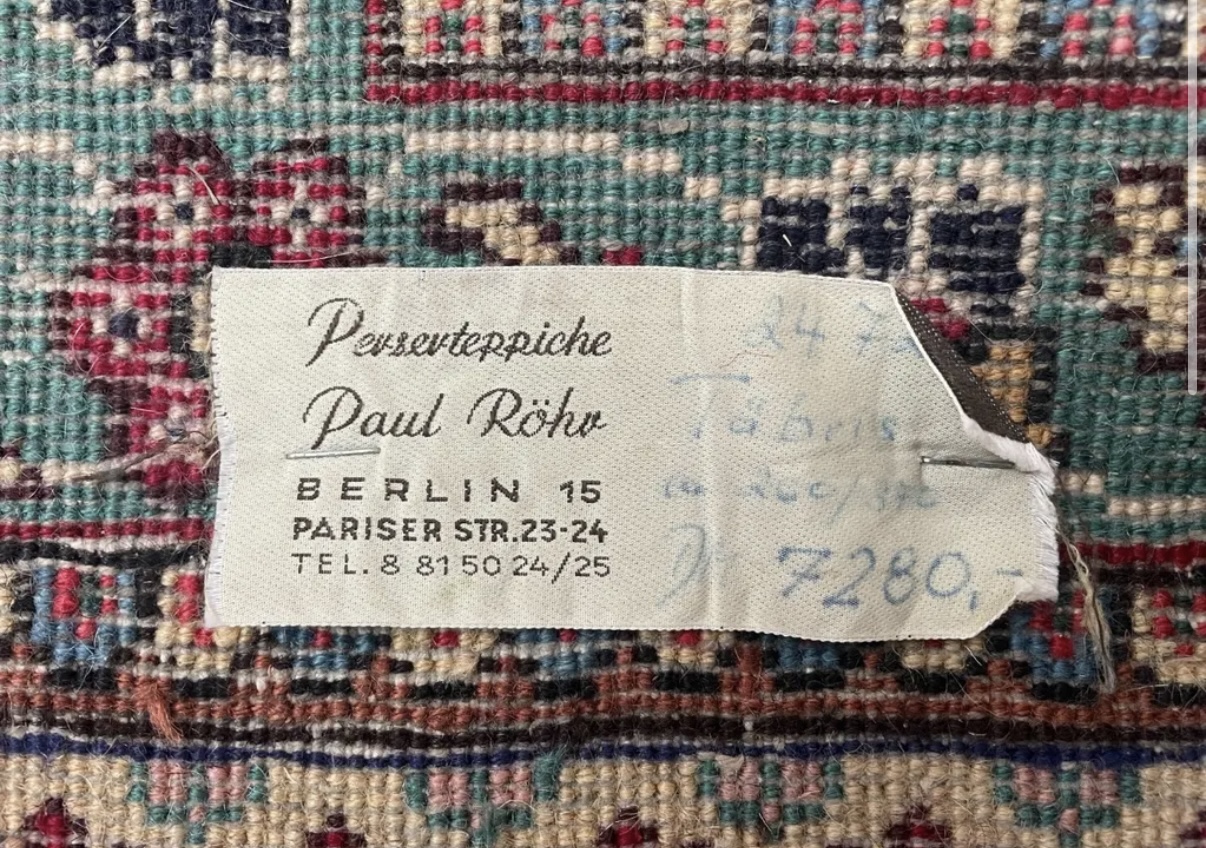 Perserteppiche
Paul Röhr
BERLIN 15
PARISER STR. 23-24
TEL. 8 81 50 24/25
Täbris
7280,-